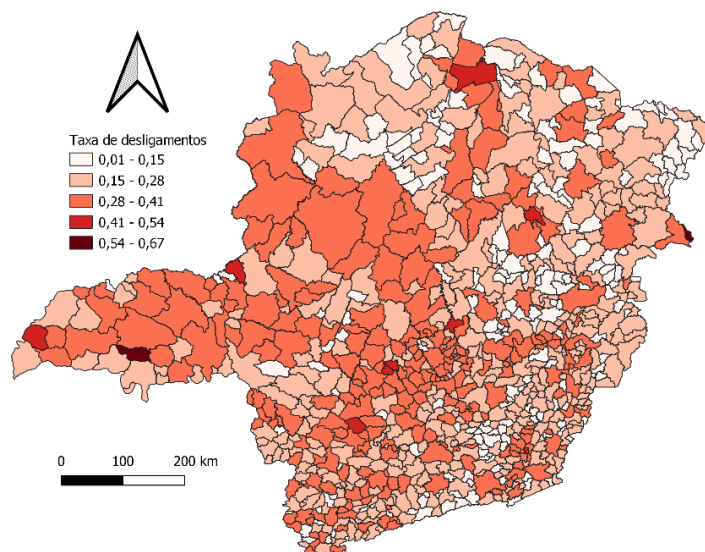 Taxa de desligamentos
0,01 - 0,15
0,15 - 0,28
0,28 - 0,41
0,41 - 0,54
0,54 - 0,67
0 100 200 km